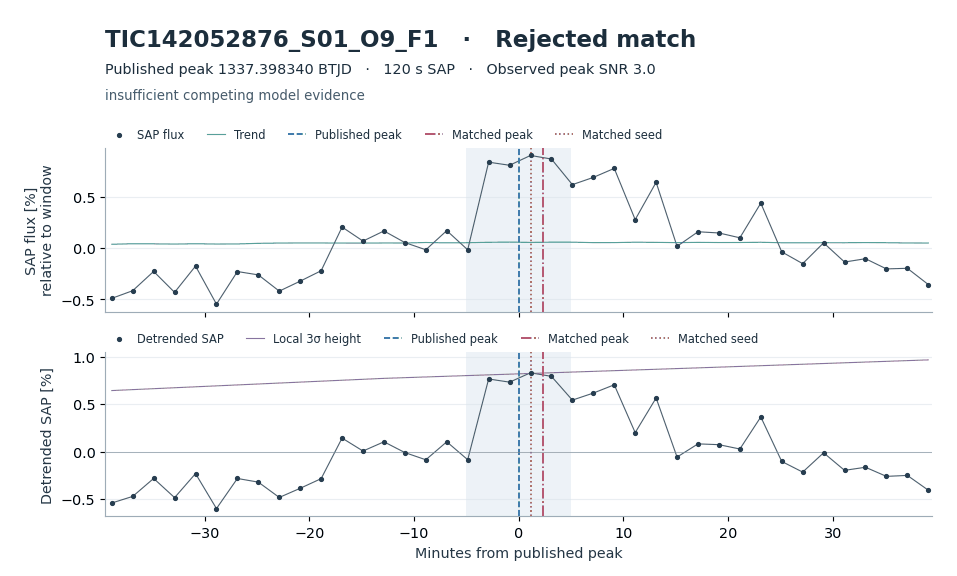 TIC142052876_S01_O9_F1 · Rejected match
Published peak 1337.398340 BTJD · 120 s SAP · Observed peak SNR 3.0
insufficient competing model evidence
SAP flux Trend Published peak Matched peak Matched seed
SAP flux [%]
relative to window
0.5
0.0
−0.5
Detrended SAP Local 3σ height Published peak Matched peak Matched seed
Detrended SAP [%]
1.0
0.5
0.0
−0.5
−30 −20 −10 0 10 20 30
Minutes from published peak